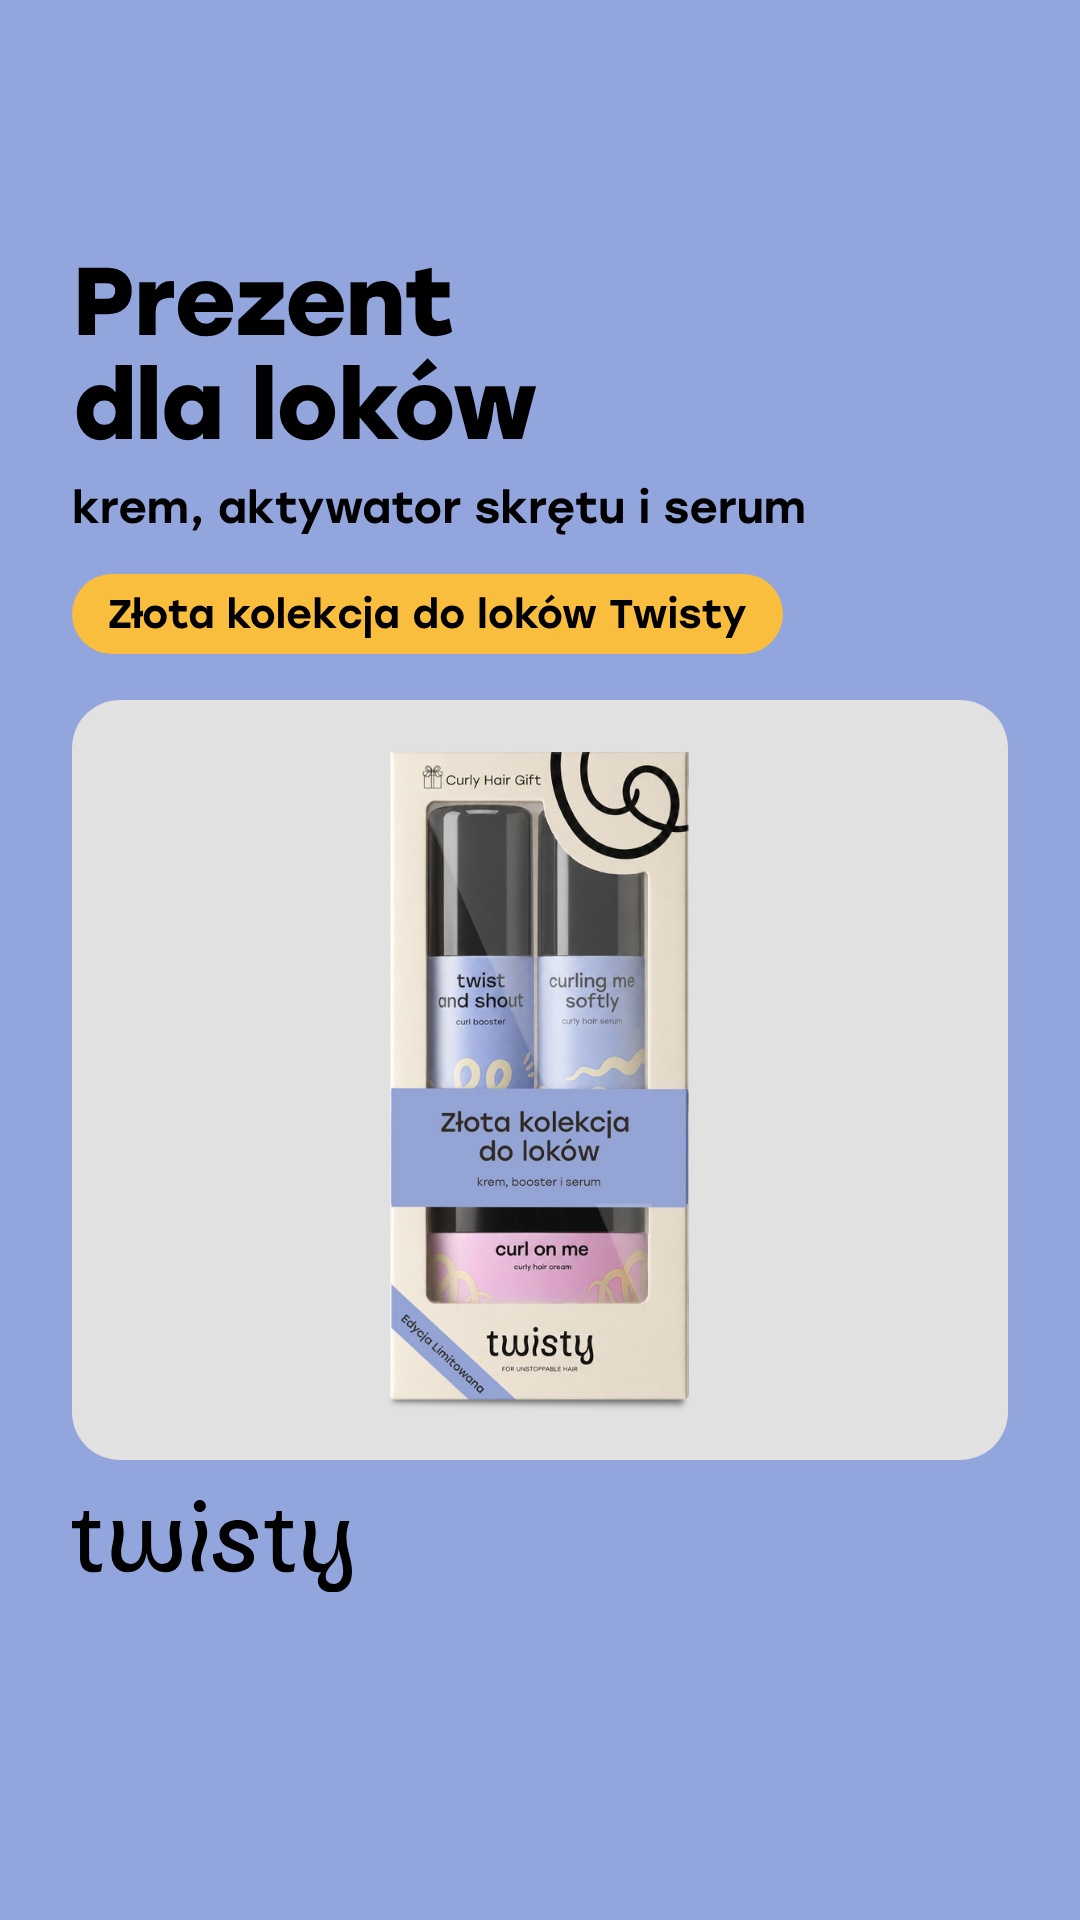 Prezent
dla loków
krem, aktywator skrętu i serum
Złota kolekcja do loków Twisty
Curly Hair Gift
twist
and shout
curl booster
curling me
softly
curly hair serum
Złota kolekcja
do loków
krem, booster i serum
curl on me
curly hair cream
Edycja Limitowana
twisty
FOR UNSTOPPABLE HAIR
twisty